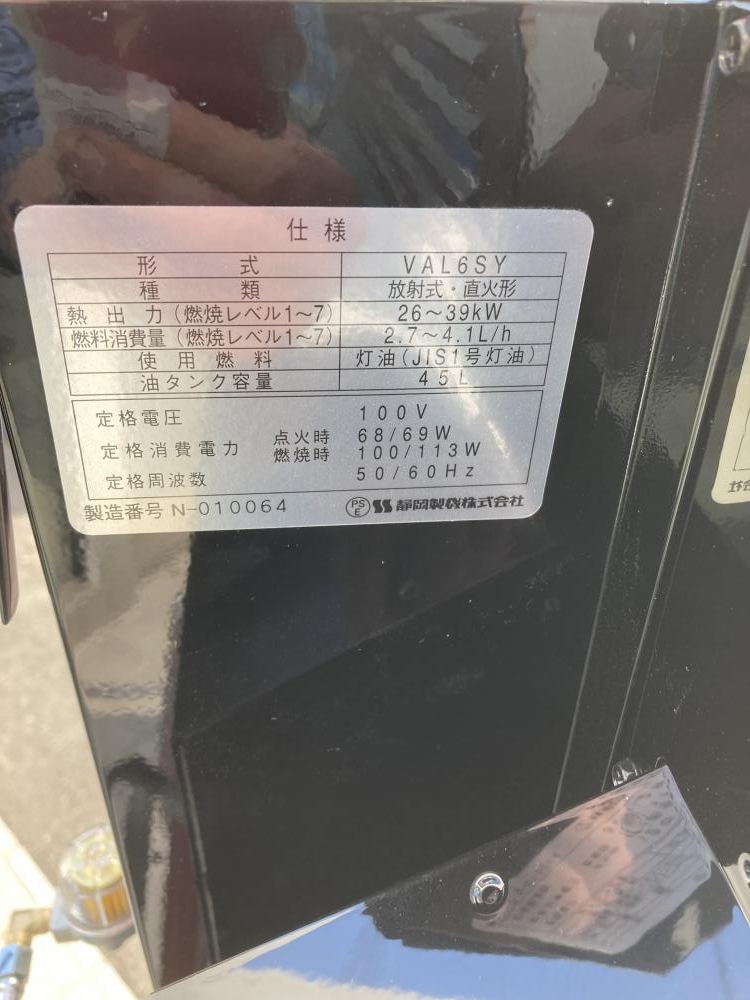 仕様
形式 VAL6SY
種類 放射式・直火形
熱出力(燃焼レベル1~7) 26~39kW
燃料消費量(燃焼レベル1~7) 2.7~4.1L/h
使用燃料 灯油(JIS1号灯油)
油タンク容量 45L
定格電圧 100V
定格消費電力 点火時 68/69W
燃焼時 100/113W
定格周波数 50/60Hz
製造番号 N-010064 PSE SS 静岡製機株式会社